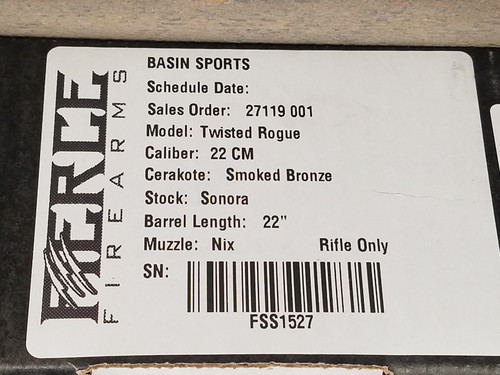 FIERCE
FIREARMS
BASIN SPORTS
Schedule Date:
Sales Order: 27119 001
Model: Twisted Rogue
Caliber: 22 CM
Cerakote: Smoked Bronze
Stock: Sonora
Barrel Length: 22"
Muzzle: Nix Rifle Only
SN:
FSS1527